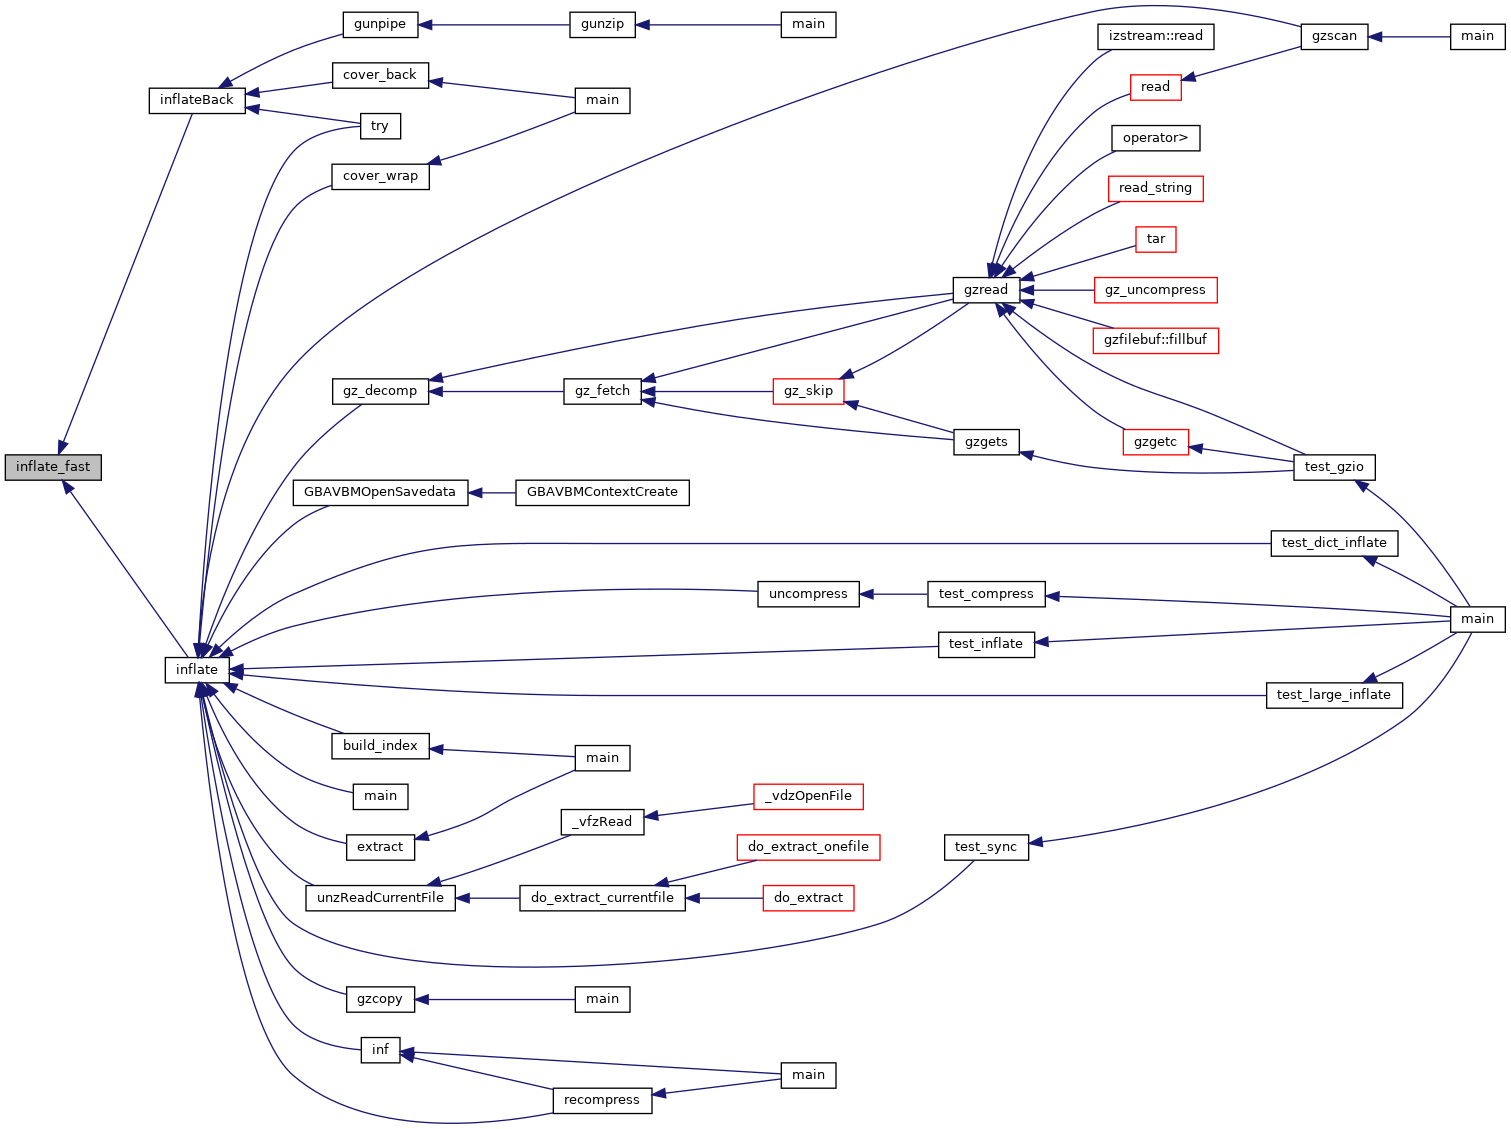 gunpipe
gunzip
main
izstream::read
gzscan
main
cover_back
read
inflateBack
main
try
operator>
cover_wrap
read_string
tar
gzread
gz_uncompress
gzfilebuf::fillbuf
gz_decomp
gz_fetch
gz_skip
gzgets
gzgetc
inflate_fast
test_gzio
GBAVBMOpenSavedata
GBAVBMContextCreate
test_dict_inflate
uncompress
test_compress
main
test_inflate
inflate
test_large_inflate
build_index
main
main
_vdzOpenFile
_vfzRead
extract
do_extract_onefile
test_sync
unzReadCurrentFile
do_extract_currentfile
do_extract
gzcopy
main
inf
main
recompress